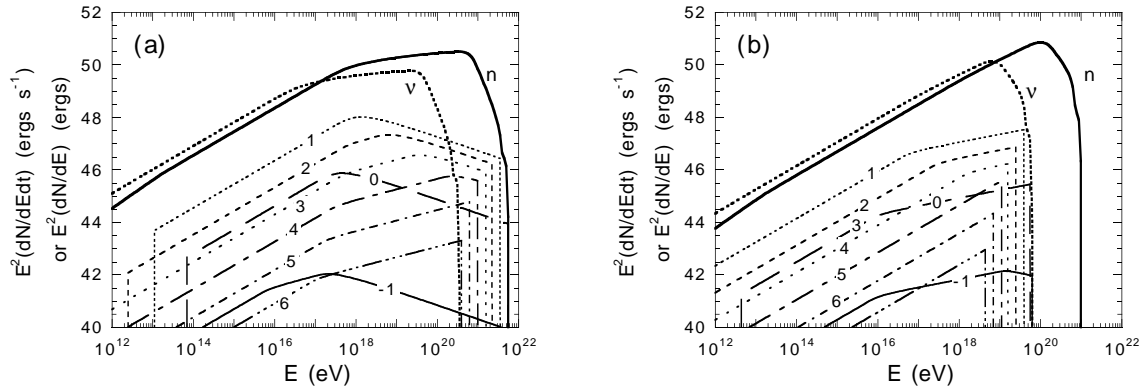 (a)
E²(dN/dEdt) (ergs s⁻¹)
or E²(dN/dE) (ergs)
52
50
48
46
44
42
40
n
ν
1
2
0
3
4
5
6
-1
10¹² 10¹⁴ 10¹⁶ 10¹⁸ 10²⁰ 10²²
E (eV)
(b)
E²(dN/dEdt) (ergs s⁻¹)
or E²(dN/dE) (ergs)
52
50
48
46
44
42
40
n
ν
1
2
0
3
4
5
6
-1
10¹² 10¹⁴ 10¹⁶ 10¹⁸ 10²⁰ 10²²
E (eV)